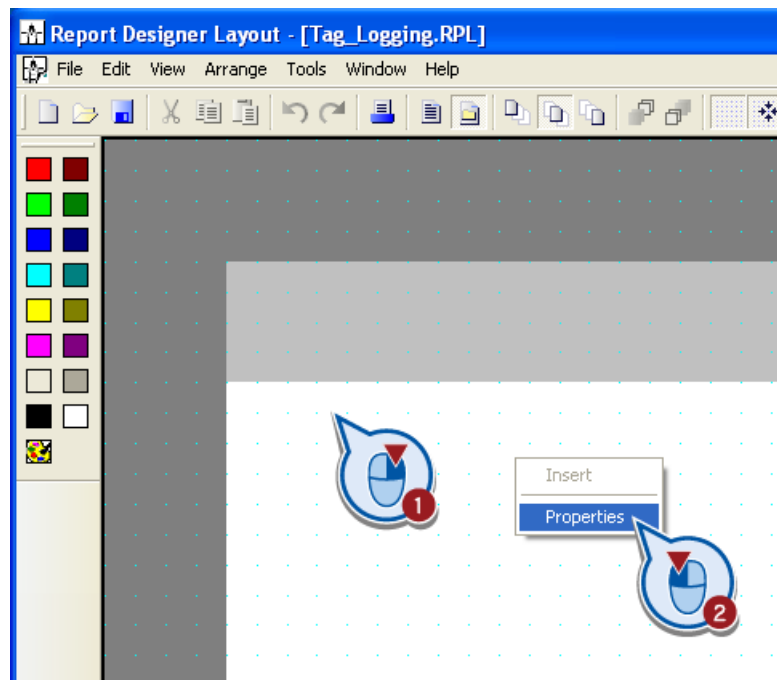 Report Designer Layout - [Tag_Logging.RPL]
File Edit View Arrange Tools Window Help
Insert
Properties
1
2